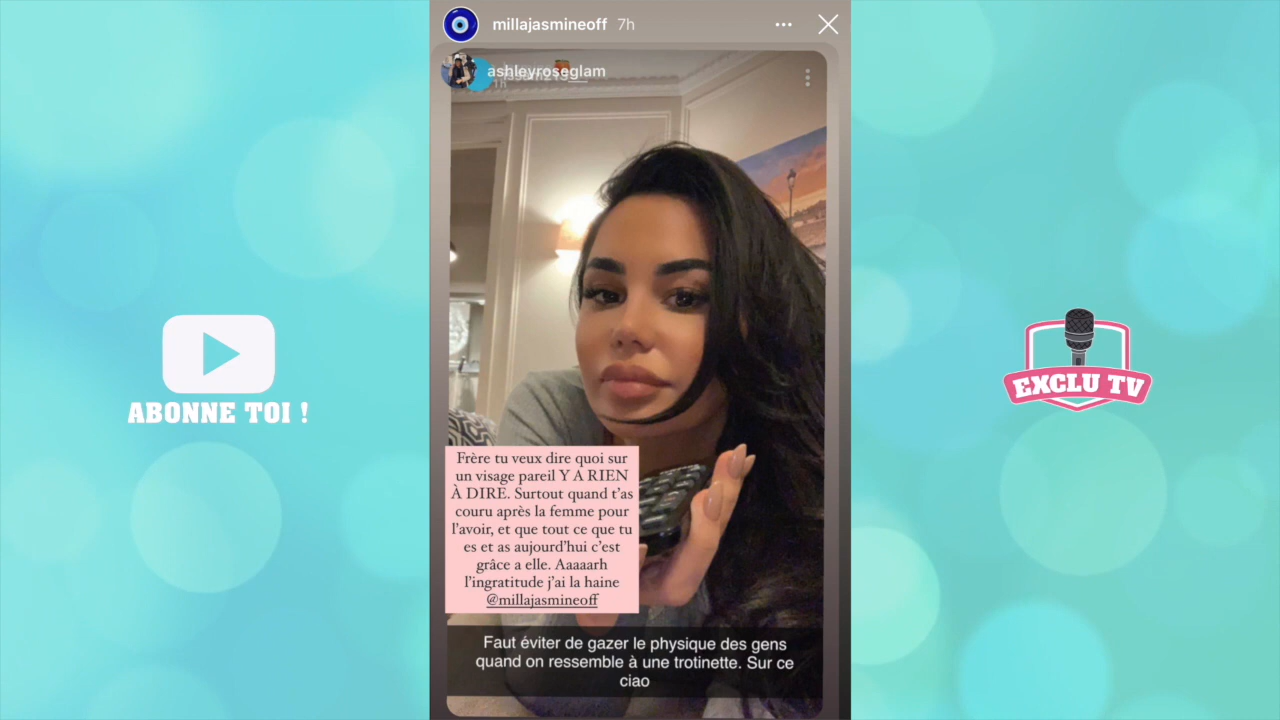 millajasmineoff 7h
ashleyroseglam
1h
Frère tu veux dire quoi sur
un visage pareil Y A RIEN
À DIRE. Surtout quand t’as
couru après la femme pour
l’avoir, et que tout ce que tu
es et as aujourd’hui c’est
grâce a elle. Aaaaarh
l’ingratitude j’ai la haine
@millajasmineoff
Faut éviter de gazer le physique des gens
quand on ressemble à une trotinette. Sur ce
ciao
ABONNE TOI !
EXCLU TV